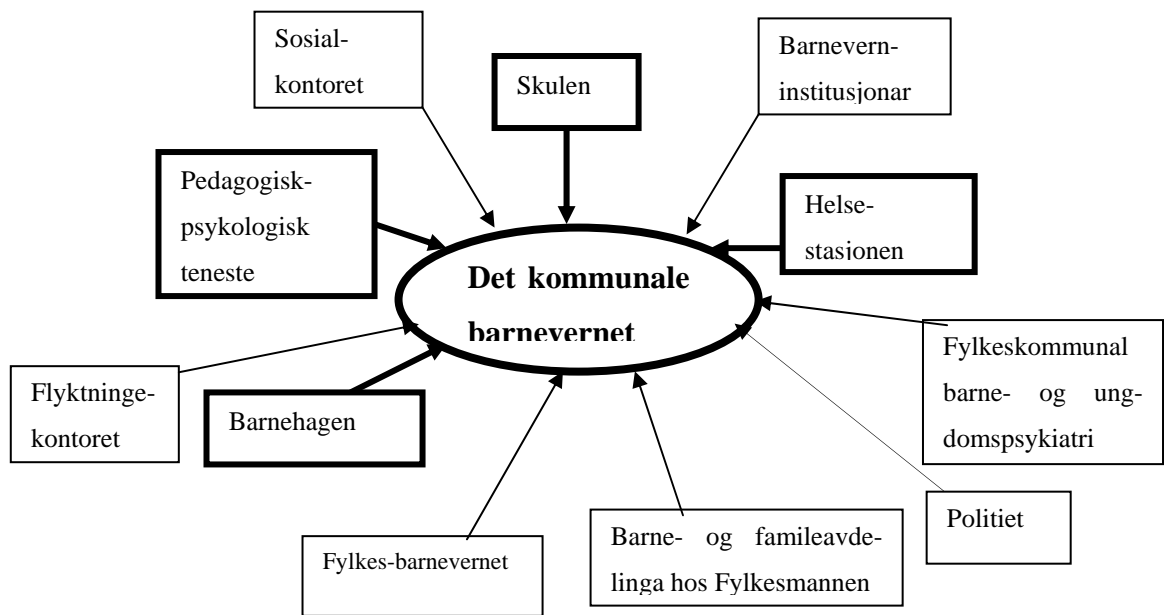 Sosial-
kontoret
Skulen
Barnevern-
institusjonar
Pedagogisk-
psykologisk
teneste
Helse-
stasjonen
Det kommunale
barnevernet
Flyktninge-
kontoret
Barnehagen
Fylkeskommunal
barne- og ung-
domspsykiatri
Politiet
Fylkes-barnevernet
Barne- og famileavde-
linga hos Fylkesmannen